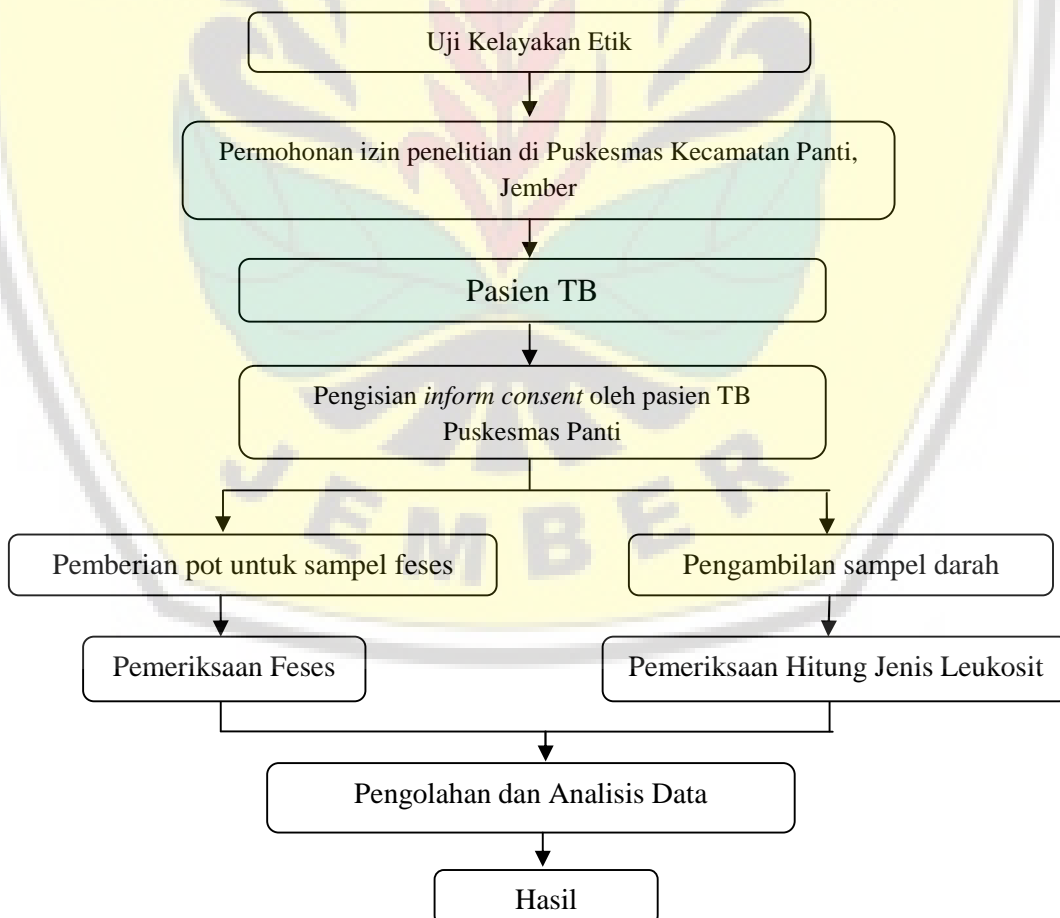 Uji Kelayakan Etik
Permohonan izin penelitian di Puskesmas Kecamatan Panti,
Jember
Pasien TB
Pengisian inform consent oleh pasien TB
Puskesmas Panti
JEMBER
Pemberian pot untuk sampel feses
Pengambilan sampel darah
Pemeriksaan Feses
Pemeriksaan Hitung Jenis Leukosit
Pengolahan dan Analisis Data
Hasil